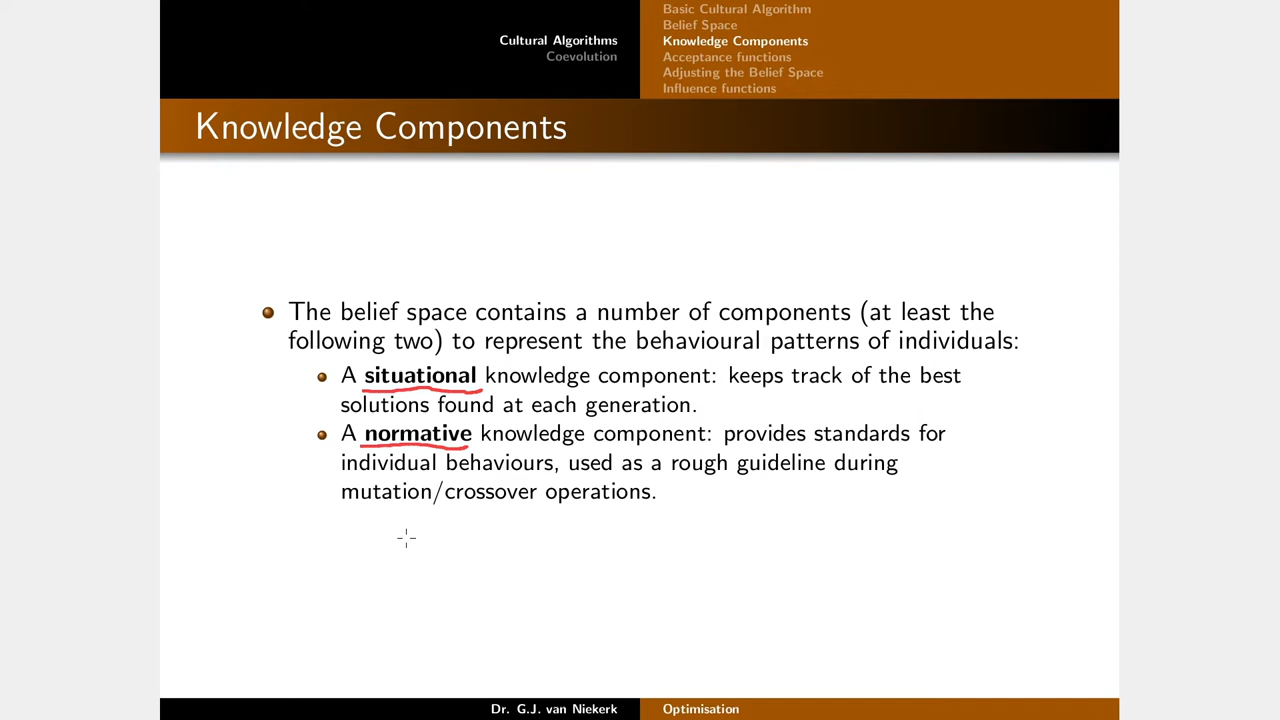 Cultural Algorithms
Coevolution
Basic Cultural Algorithm
Belief Space
Knowledge Components
Acceptance functions
Adjusting the Belief Space
Influence functions
Knowledge Components
The belief space contains a number of components (at least the
following two) to represent the behavioural patterns of individuals:
A situational knowledge component: keeps track of the best
solutions found at each generation.
A normative knowledge component: provides standards for
individual behaviours, used as a rough guideline during
mutation/crossover operations.
Dr. G.J. van Niekerk
Optimisation